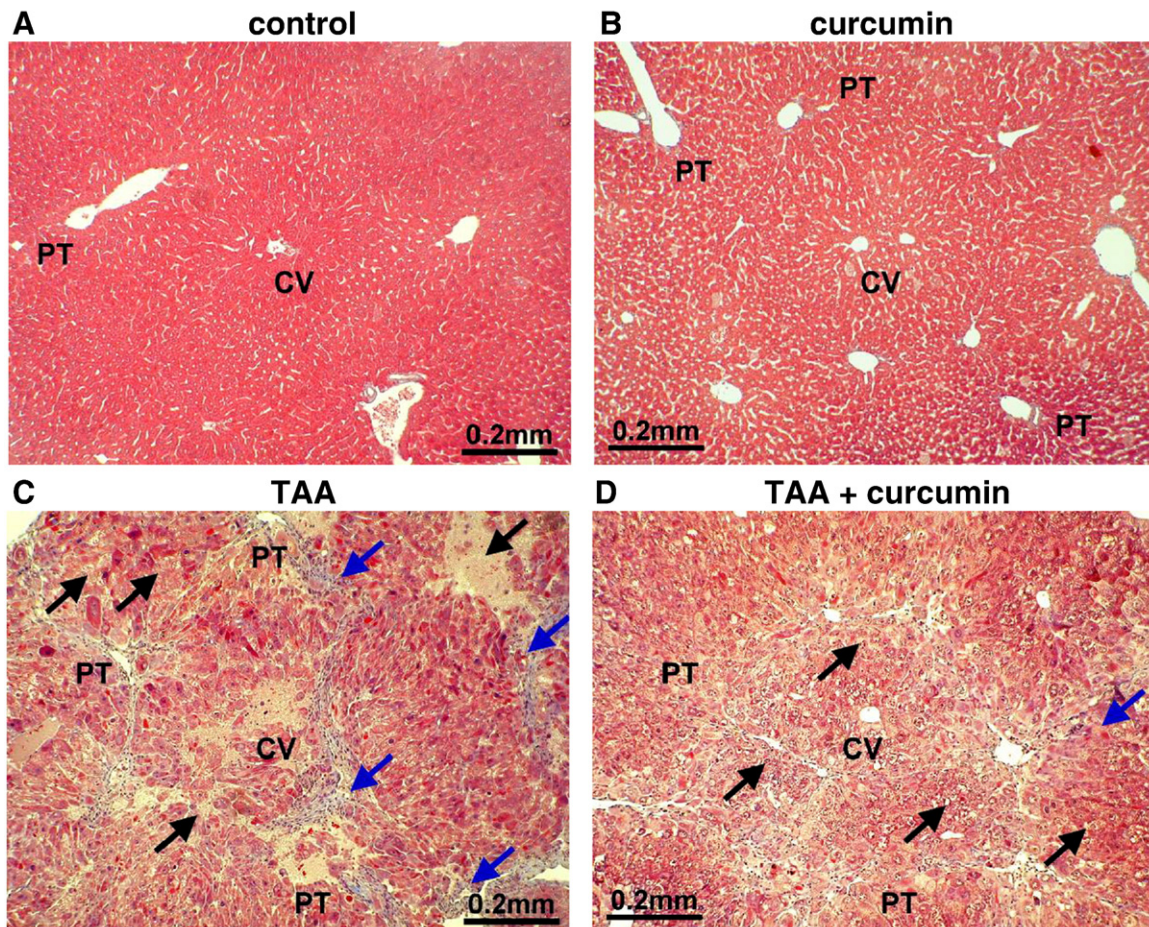 A control
B curcumin
PT
CV
0.2mm
PT
PT
CV
PT
0.2mm
C TAA
D TAA + curcumin
PT
PT
CV
PT
0.2mm
PT
CV
PT
0.2mm